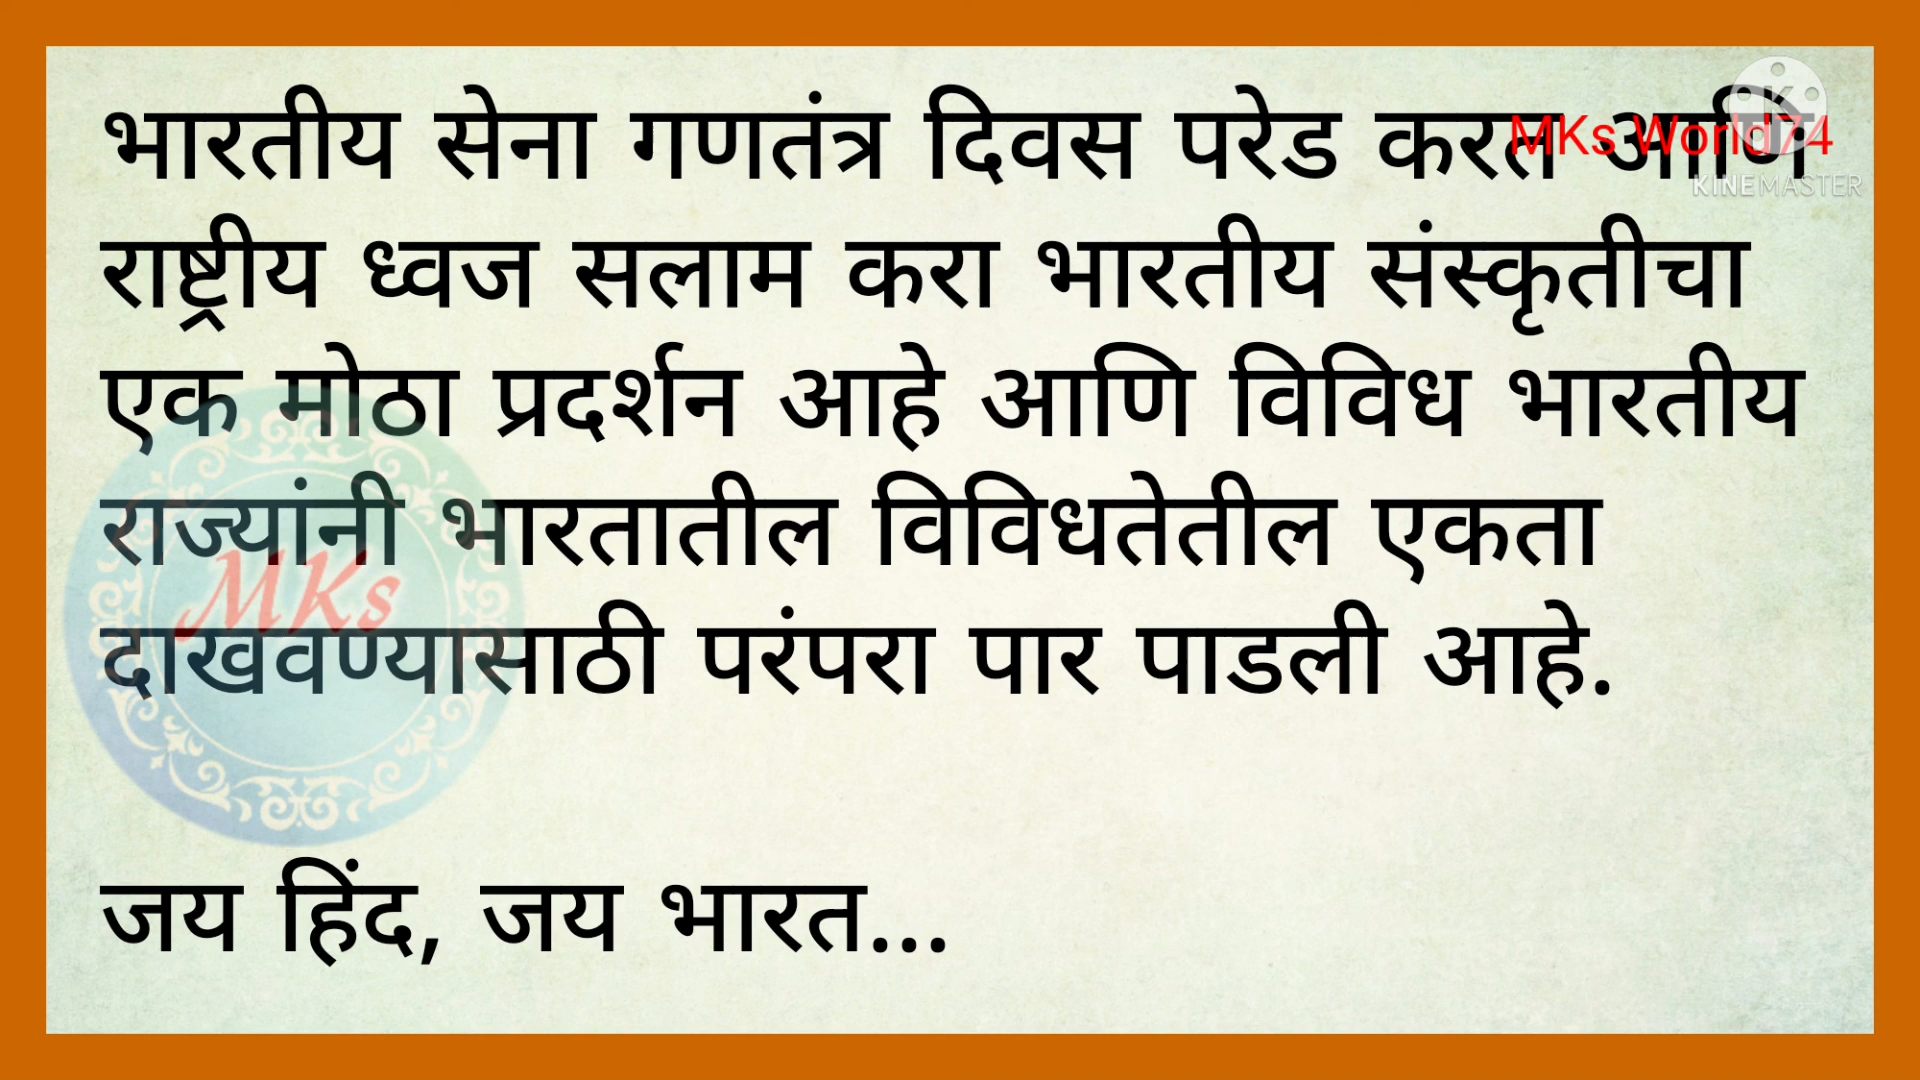 भारतीय सेना गणतंत्र दिवस परेड करत आणि
MKs World74
KINEMASTER
राष्ट्रीय ध्वज सलाम करा भारतीय संस्कृतीचा
एक मोठा प्रदर्शन आहे आणि विविध भारतीय
राज्यांनी भारतातील विविधतेतील एकता
MKs
दाखवण्यासाठी परंपरा पार पाडली आहे.
जय हिंद, जय भारत...